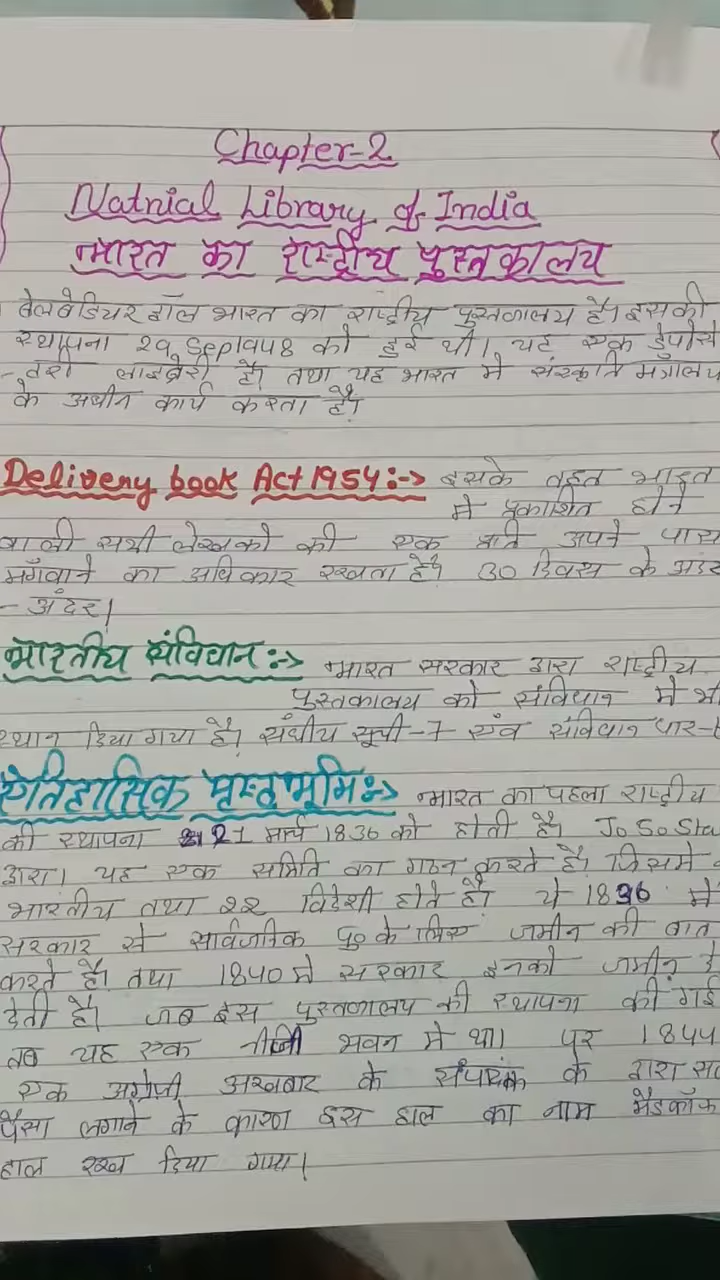 Chapter-2
Natnial Library of India
भारत का राष्ट्रीय पुस्तकालय
बेलवेडियर हॉल भारत का राष्ट्रीय पुस्तकालय है। इसकी
स्थापना 29 Sep 1948 को हुई थी। यह एक डेपोजे
- टरी लाइब्रेरी है। तथा यह भारत मे संस्कृति मंत्रालय
के अधीन कार्य करता है।
Delivery book Act 1954:-> इसके तहत भारत
मे प्रकाशित होने
वाली सभी लेखको की एक प्रति अपने पास
मँगवाने का अधिकार रखता है। 30 दिवस के
- अंदर।
भारतीय संविधान:-> भारत सरकार द्वारा राष्ट्रीय
पुस्तकालय को संविधान मे भी
स्थान दिया गया है। संघीय सूची-7 एंव संविधान
ऐतिहासिक पृष्ठभूमि:-> भारत का पहला राष्ट्रीय
की स्थापना 21 मार्च 1836 को होती है। J०S०
द्वारा। यह एक समिति का गठन करते है। जिसमे
भारतीय तथा 22 विदेशी होते है। ये 1836 मे
सरकार से सार्वजनिक पु० के लिए जमीन की बात
करते है। तथा 1840 मे सरकार इनको जमीन दे
देती है। जब इस पुस्तकालय की स्थापना की गई
तब यह एक नीजी भवन मे था। पर 1844
एक अंग्रेजी अखबार के संपादक के द्वारा
पैसा लगाने के कारण इस हाल का नाम मैडकॉफ
हाल रख दिया गया।